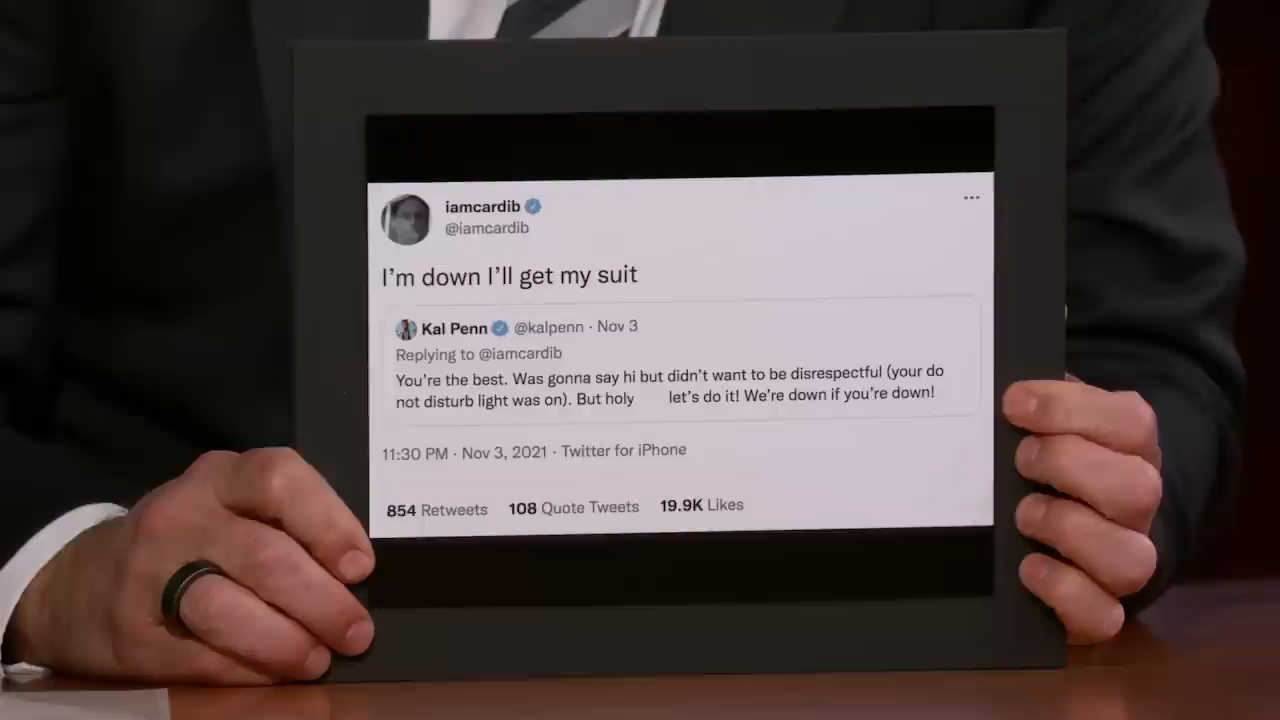 iamcardib
@iamcardib
I'm down I'll get my suit
Kal Penn @kalpenn · Nov 3
Replying to @iamcardib
You're the best. Was gonna say hi but didn't want to be disrespectful (your do
not disturb light was on). But holy let's do it! We're down if you're down!
11:30 PM · Nov 3, 2021 · Twitter for iPhone
854 Retweets 108 Quote Tweets 19.9K Likes